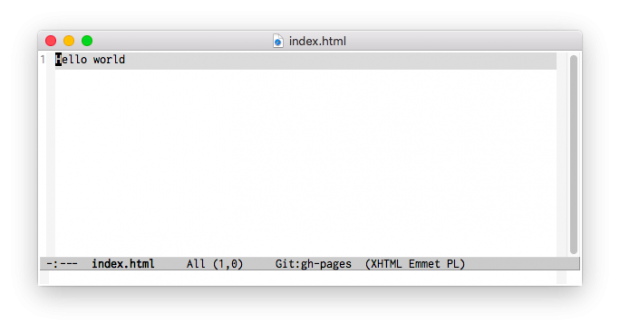 index.html
1 Hello world
-:--- index.html All (1,0) Git:gh-pages (XHTML Emmet PL)